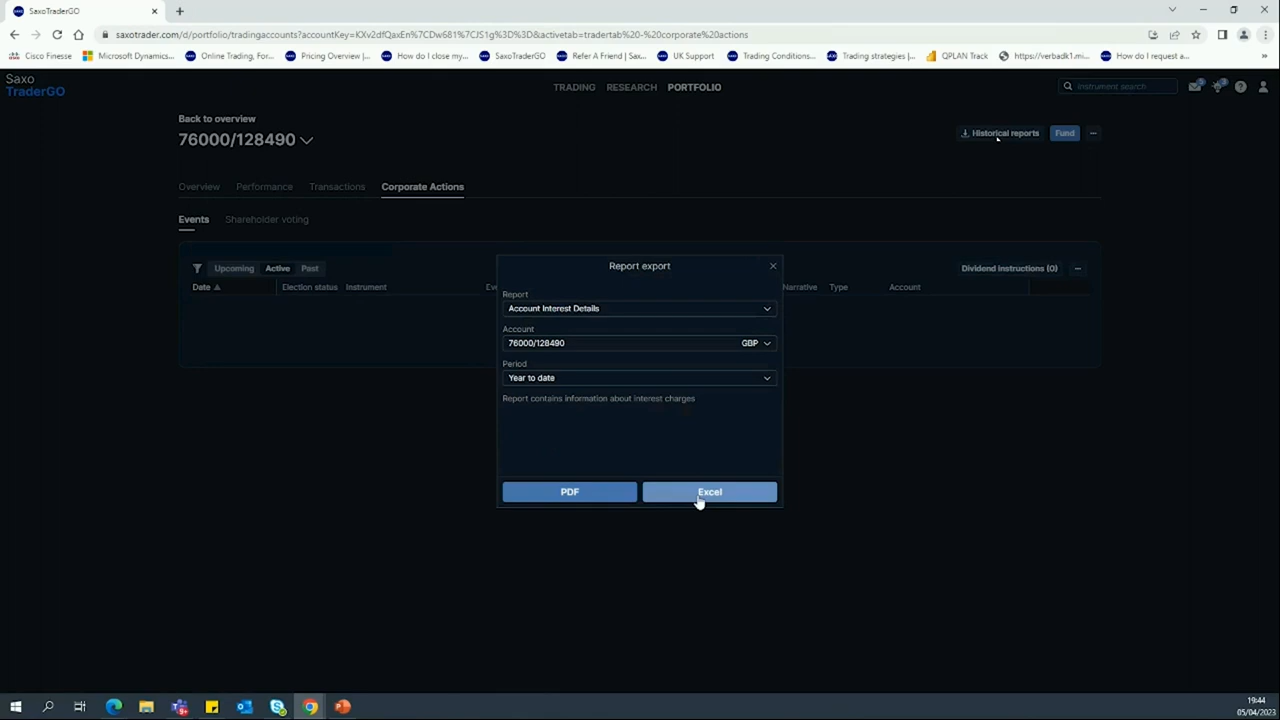 SaxoTraderGO
saxotrader.com/d/portfolio/tradingaccounts?accountKey=KXv2dfQaxEn%7CDw681%7CJS1g%3D%3D&activetab=tradertab%20-%20corporate actions
Cisco Finesse
Microsoft Dynamics...
Online Trading, For...
Pricing Overview |...
How do I close my...
SaxoTraderGO
Refer A Friend | Sax...
UK Support
Trading Conditions...
Trading strategies |...
QPLAN Track
https://verbadk1.mi...
How do I request a...
Saxo
TraderGO
TRADING RESEARCH PORTFOLIO
Instrument search
Back to overview
76000/128490
Historical reports
Fund
Overview Performance Transactions Corporate Actions
Events Shareholder voting
Upcoming Active Past
Dividend instructions (0)
Date Election status Instrument
Narrative Type Account
Report export
Report
Account Interest Details
Account
76000/128490 GBP
Period
Year to date
Report contains information about interest charges
PDF Excel
19:44
05/04/2023